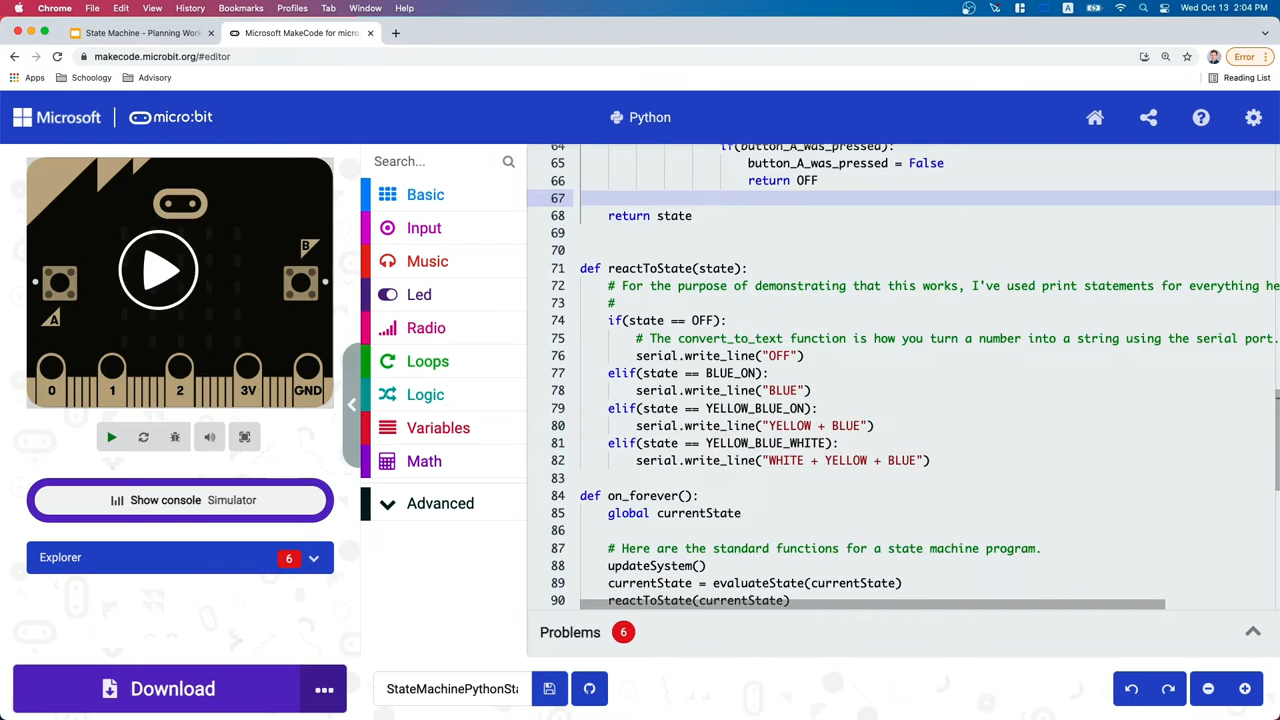 Chrome File Edit View History Bookmarks Profiles Tab Window Help A Wed Oct 13 2:04 PM
State Machine - Planning Work × Microsoft MakeCode for micro: × +
makecode.microbit.org/#editor Error
Apps Schoology Advisory Reading List
Microsoft | micro:bit Python
Search...
Basic
Input
Music
Led
Radio
Loops
Logic
Variables
Math
Advanced
B
A
0 1 2 3V GND
Show console Simulator
Explorer 6
Download ...
64 if(button_A_was_pressed):
65 button_A_was_pressed = False
66 return OFF
67
68 return state
69
70
71 def reactToState(state):
72 # For the purpose of demonstrating that this works, I've used print statements for everything he
73 #
74 if(state == OFF):
75 # The convert_to_text function is how you turn a number into a string using the serial port.
76 serial.write_line("OFF")
77 elif(state == BLUE_ON):
78 serial.write_line("BLUE")
79 elif(state == YELLOW_BLUE_ON):
80 serial.write_line("YELLOW + BLUE")
81 elif(state == YELLOW_BLUE_WHITE):
82 serial.write_line("WHITE + YELLOW + BLUE")
83
84 def on_forever():
85 global currentState
86
87 # Here are the standard functions for a state machine program.
88 updateSystem()
89 currentState = evaluateState(currentState)
90 reactToState(currentState)
Problems 6
StateMachinePythonSta